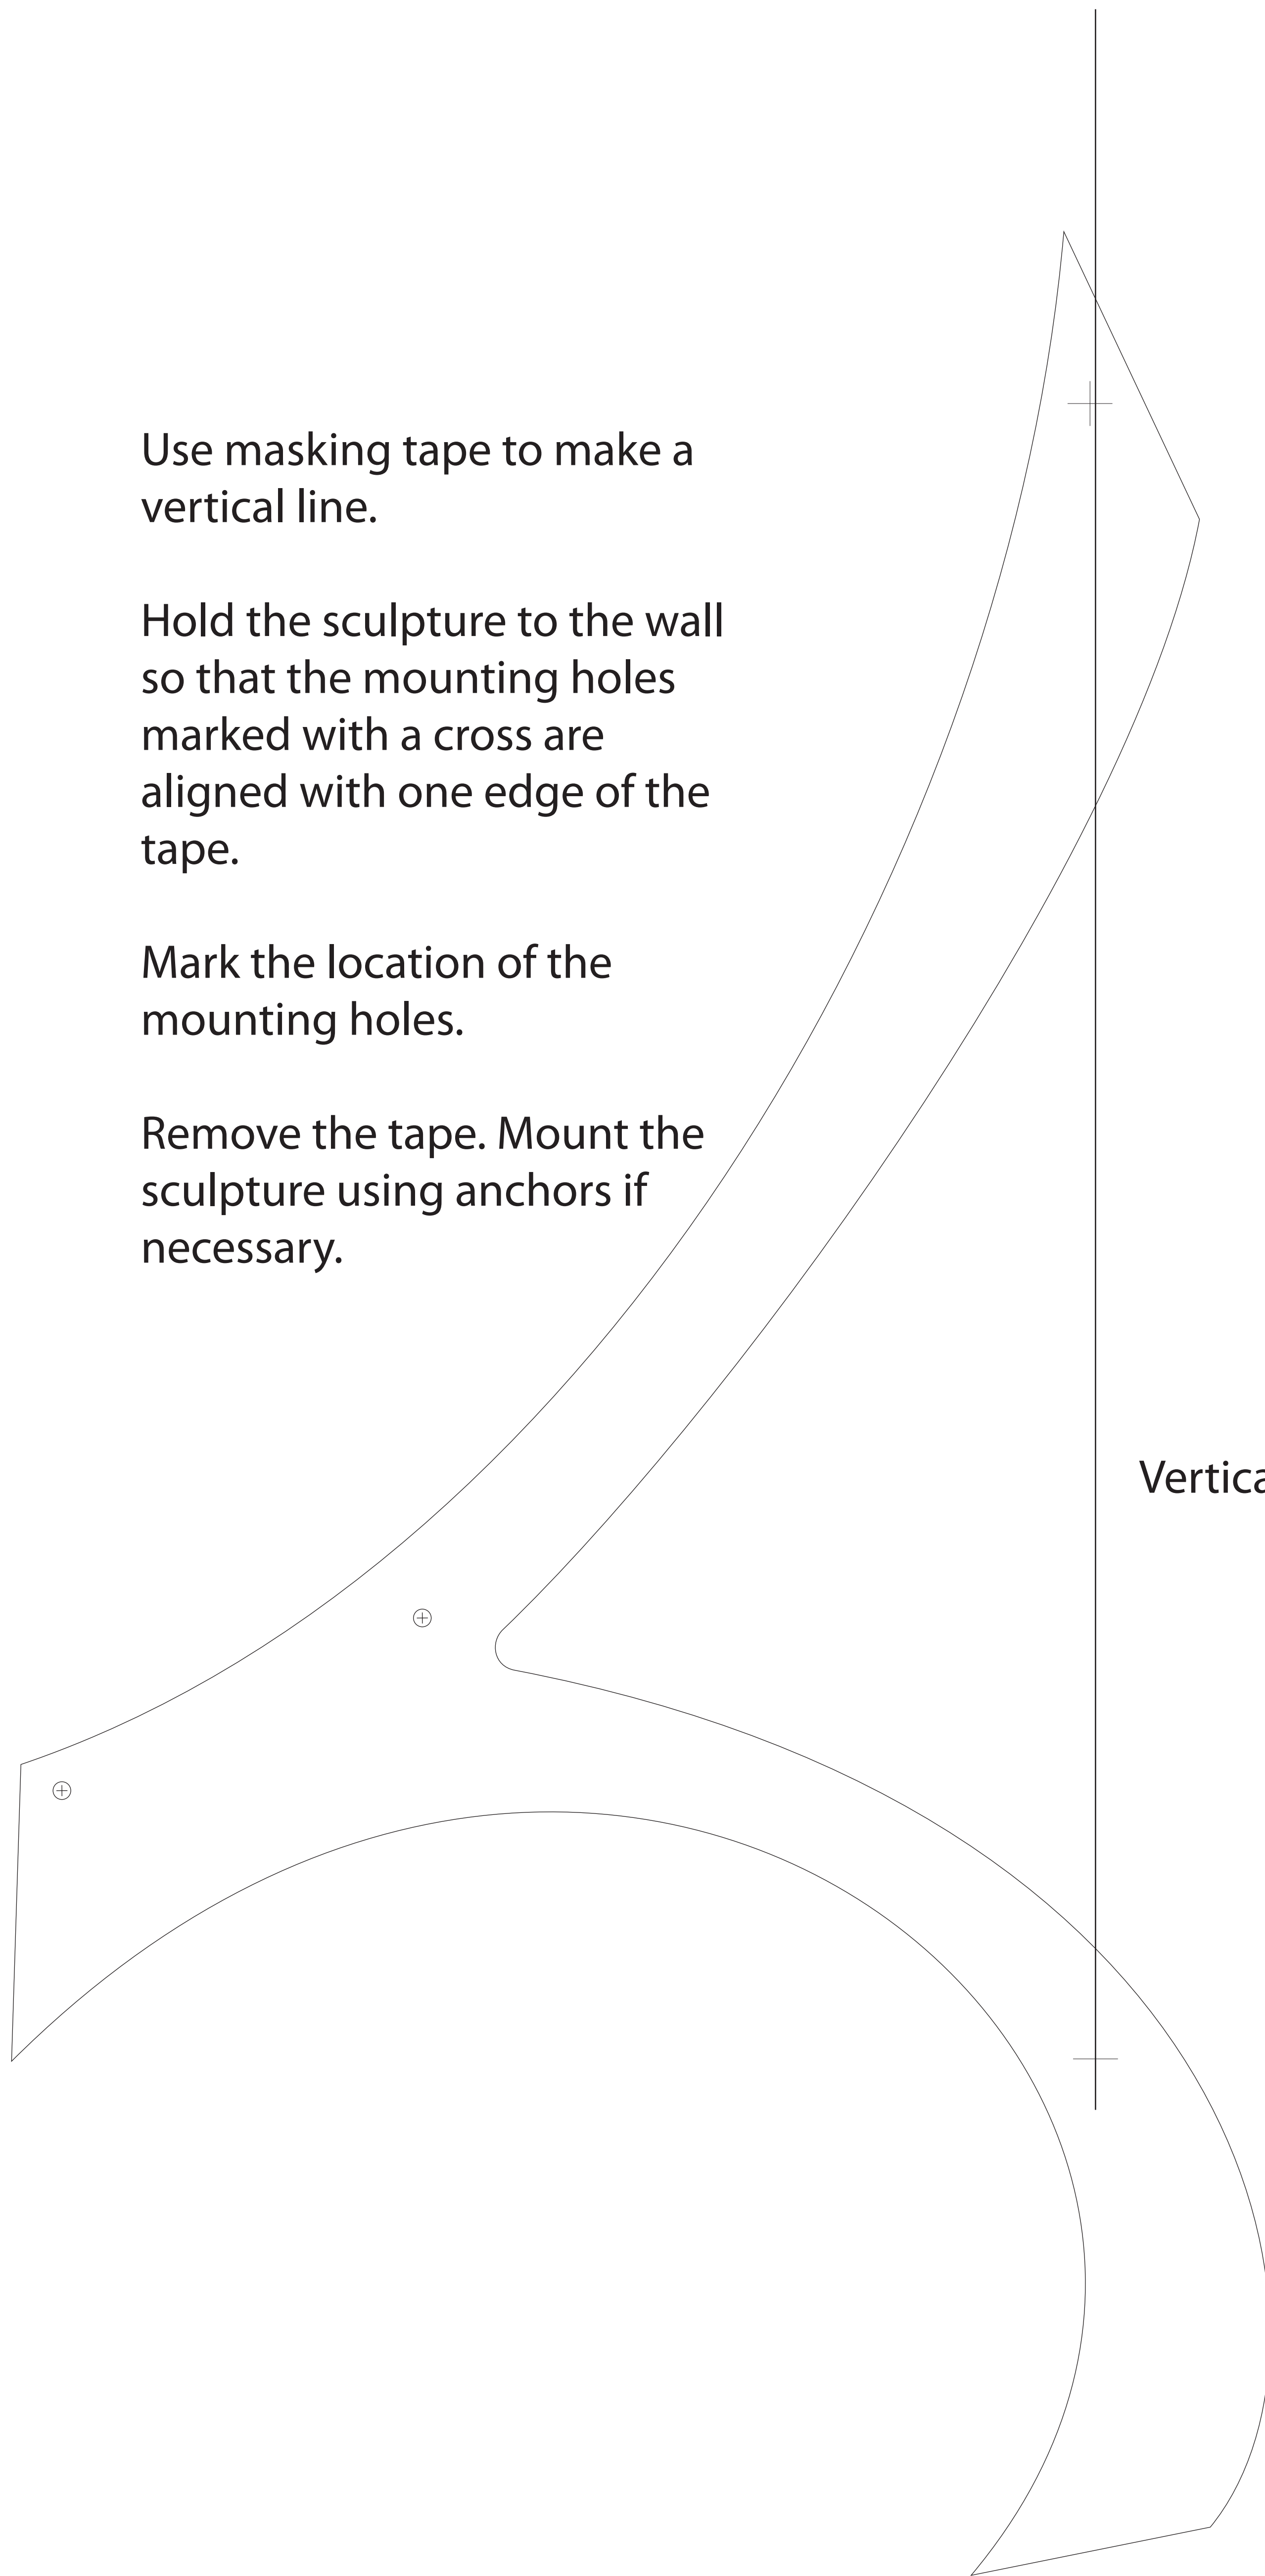 Use masking tape to make a
vertical line.
Hold the sculpture to the wall
so that the mounting holes
marked with a cross are
aligned with one edge of the
tape.
Mark the location of the
mounting holes.
Remove the tape. Mount the
sculpture using anchors if
necessary.